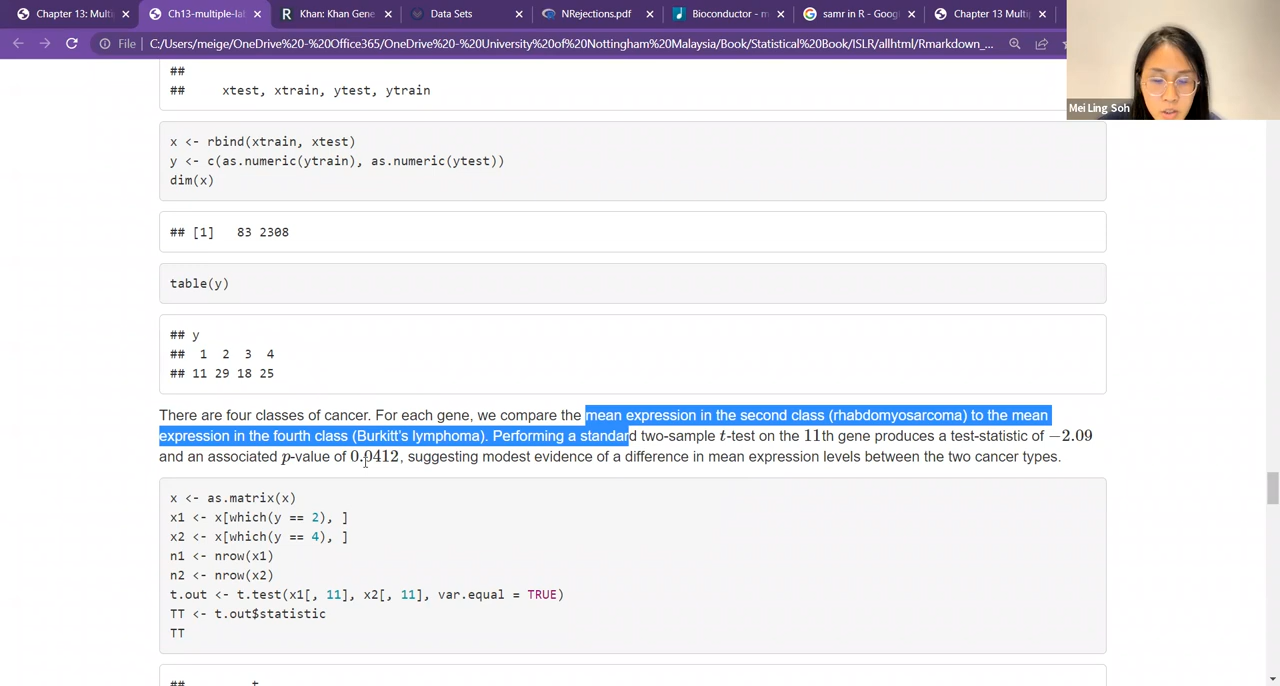 Chapter 13: Multip
Ch13-multiple-lab
Khan: Khan Gene
Data Sets
NRejections.pdf
Bioconductor - m
samr in R - Goog
Chapter 13 Multi
File
C:/Users/meige/OneDrive%20-%20Office365/OneDrive%20-%20University%20of%20Nottingham%20Malaysia/Book/Statistical%20Book/ISLR/allhtml/Rmarkdown_...
Mei Ling Soh
##
## xtest, xtrain, ytest, ytrain
x <- rbind(xtrain, xtest)
y <- c(as.numeric(ytrain), as.numeric(ytest))
dim(x)
## [1] 83 2308
table(y)
## y
## 1 2 3 4
## 11 29 18 25
There are four classes of cancer. For each gene, we compare the mean expression in the second class (rhabdomyosarcoma) to the mean
expression in the fourth class (Burkitt's lymphoma). Performing a standard two-sample t-test on the 11th gene produces a test-statistic of −2.09
and an associated p-value of 0.0412, suggesting modest evidence of a difference in mean expression levels between the two cancer types.
x <- as.matrix(x)
x1 <- x[which(y == 2), ]
x2 <- x[which(y == 4), ]
n1 <- nrow(x1)
n2 <- nrow(x2)
t.out <- t.test(x1[, 11], x2[, 11], var.equal = TRUE)
TT <- t.out$statistic
TT
## t